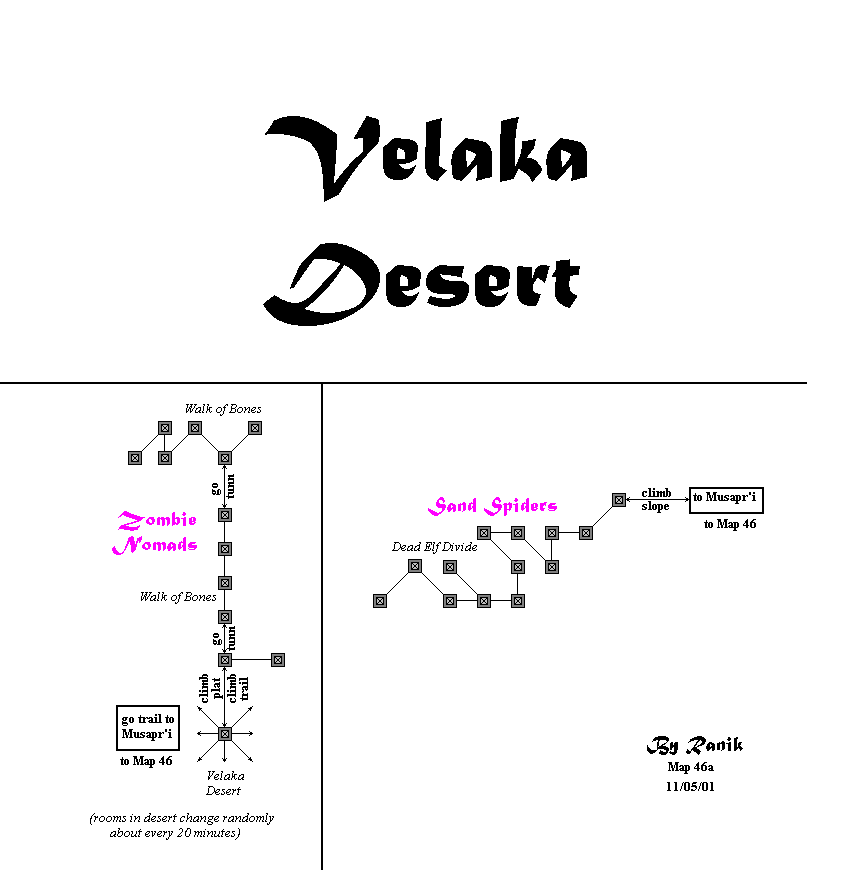 Velaka
Desert
Walk of Bones
go
tunn
Zombie
Nomads
Walk of Bones
go
tunn
climb
plat
climb
trail
go trail to
Musapr'i
to Map 46
Velaka
Desert
(rooms in desert change randomly
about every 20 minutes)
Sand Spiders
Dead Elf Divide
climb
slope
to Musapr'i
to Map 46
By Ranik
Map 46a
11/05/01